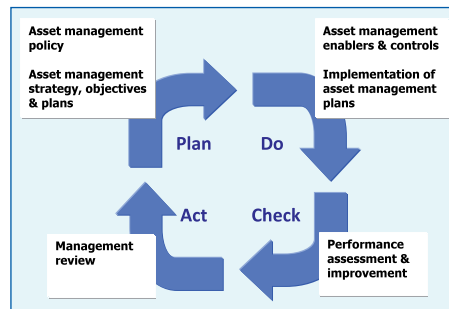 Asset management
policy
Asset management
strategy, objectives
& plans
Asset management
enablers & controls
Implementation of
asset management
plans
Plan
Do
Act
Check
Management
review
Performance
assessment &
improvement